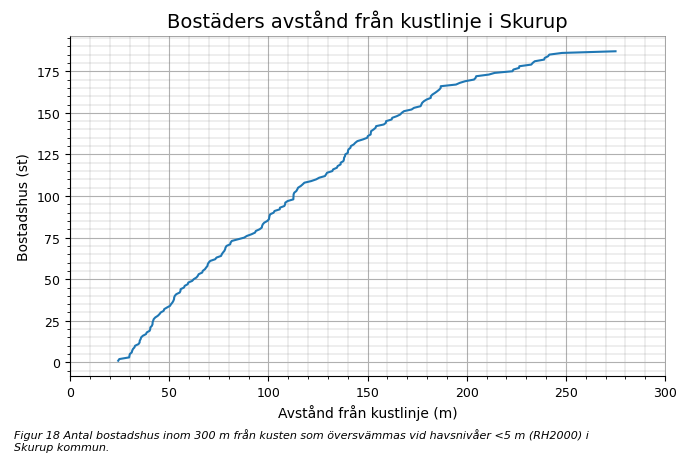 Bostäders avstånd från kustlinje i Skurup
Bostadshus (st)
175
150
125
100
75
50
25
0
0 50 100 150 200 250 300
Avstånd från kustlinje (m)
Figur 18 Antal bostadshus inom 300 m från kusten som översvämmas vid havsnivåer <5 m (RH2000) i
Skurup kommun.